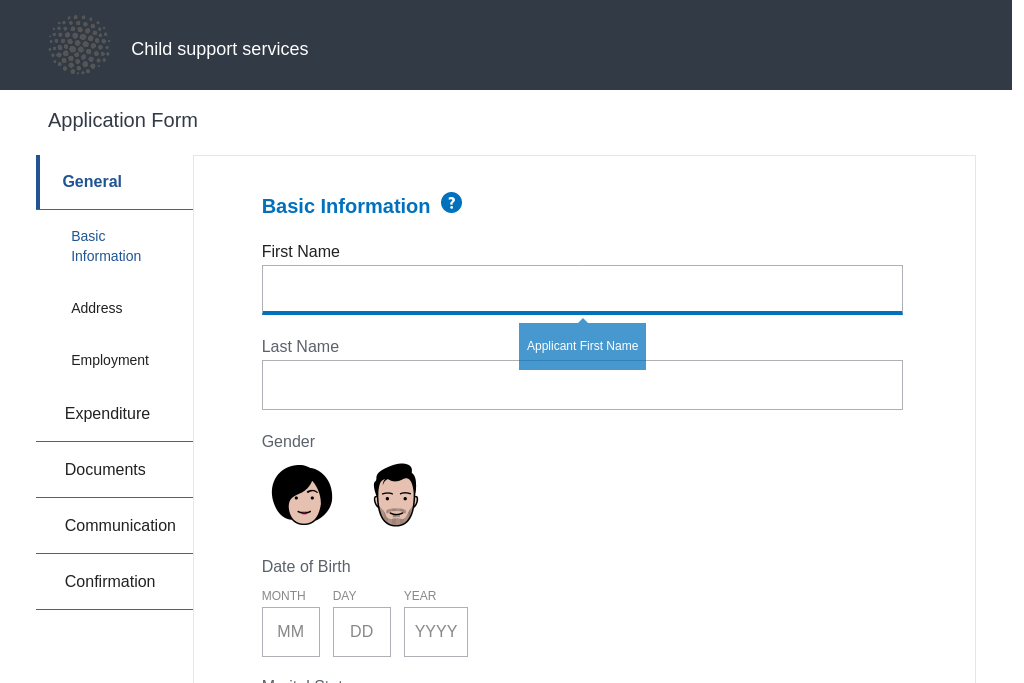 Child support services
Application Form
General
Basic
Information
Address
Employment
Expenditure
Documents
Communication
Confirmation
Basic Information ?
First Name
Applicant First Name
Last Name
Gender
Date of Birth
MONTH DAY YEAR
MM DD YYYY